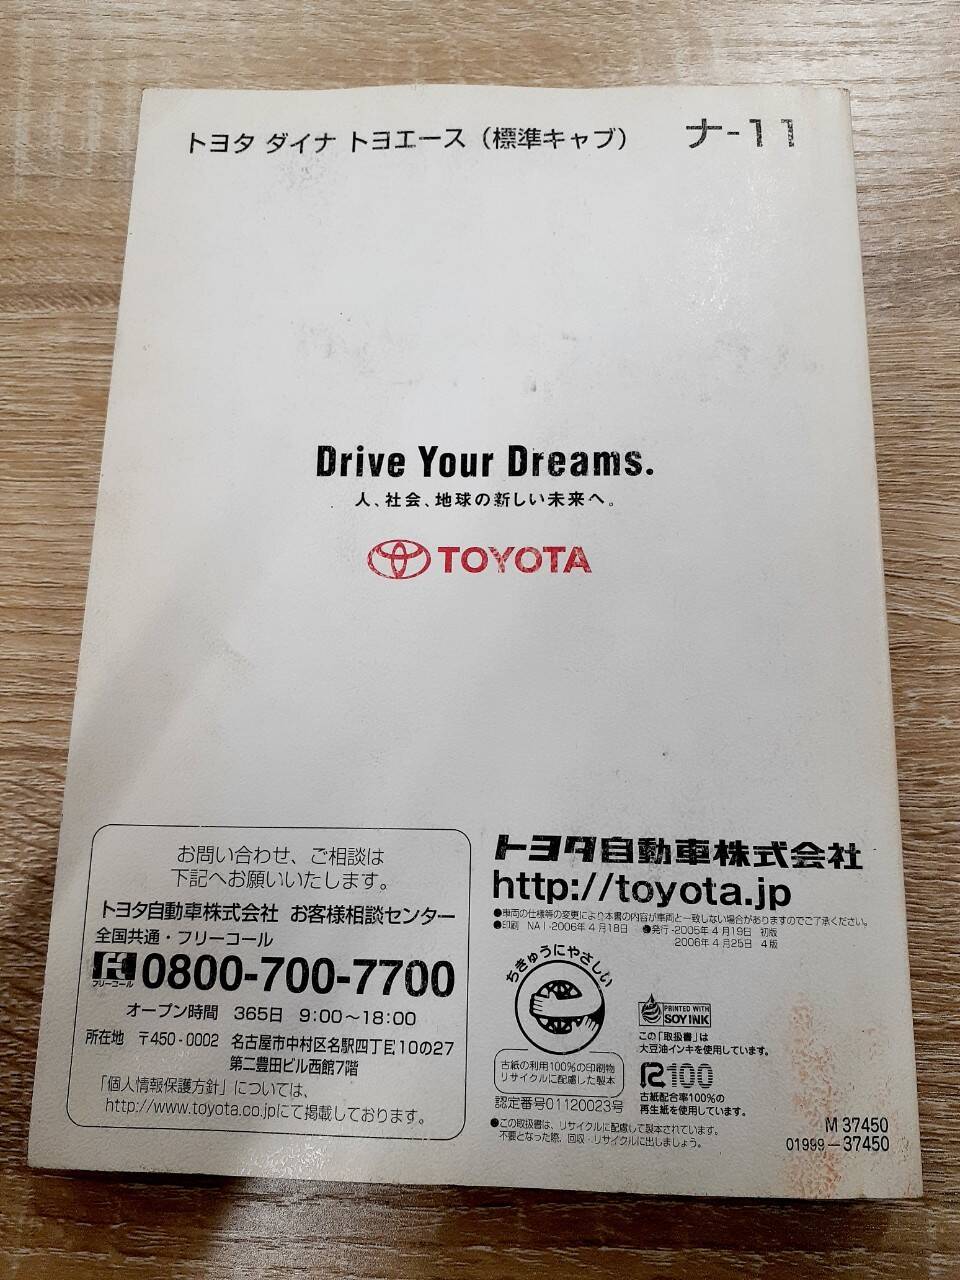 トヨタ ダイナ トヨエース（標準キャブ） ナ-11
Drive Your Dreams.
人、社会、地球の新しい未来へ。
TOYOTA
お問い合わせ、ご相談は
下記へお願いいたします。
トヨタ自動車株式会社 お客様相談センター
全国共通・フリーコール
フリーコール 0800-700-7700
オープン時間 365日 9:00～18:00
所在地 〒450-0002 名古屋市中村区名駅四丁目10の27
第二豊田ビル西館7階
「個人情報保護方針」については、
http://www.toyota.co.jpにて掲載しております。
トヨタ自動車株式会社
http://toyota.jp
●車両の仕様等の変更により本書の内容が車両と一致しない場合がありますのでご了承ください。
●印刷 NAI-2006年4月18日 ●発行-2005年4月19日 初版
2006年4月25日 4版
ちきゅうにやさしい
古紙の利用100%の印刷物
リサイクルに配慮した製本
認定番号01120023号
PRINTED WITH
SOY INK
この「取扱書」は
大豆油インキを使用しています。
R100
古紙配合率100%の
再生紙を使用しています。
●この取扱書は、リサイクルに配慮して製本されています。
不要となった際、回収・リサイクルに出しましょう。
M 37450
01999-37450